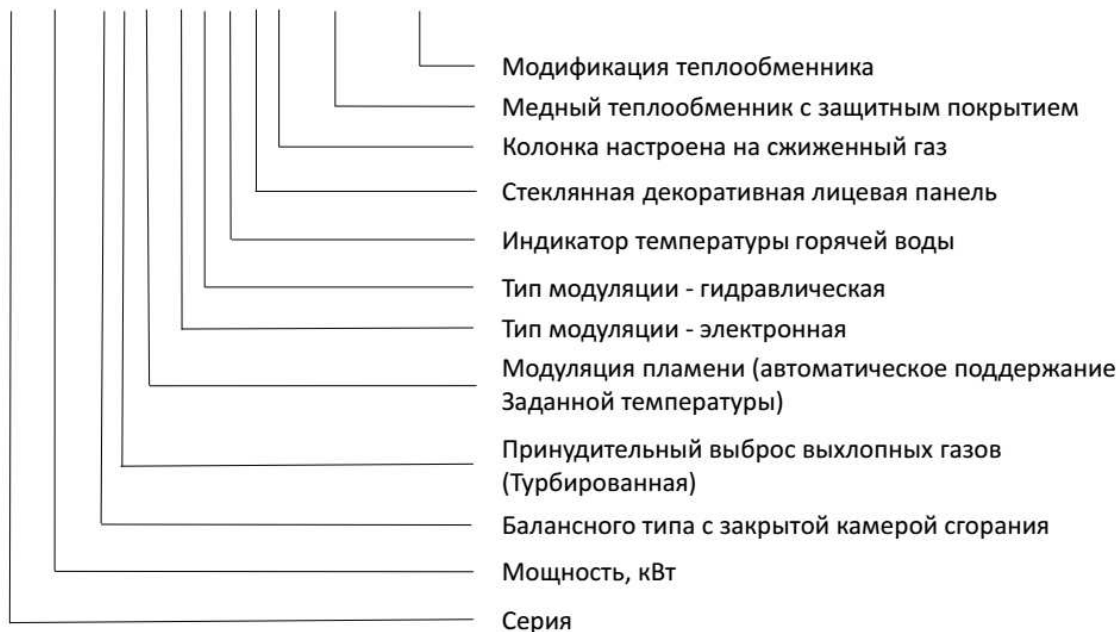 Модификация теплообменника
Медный теплообменник с защитным покрытием
Колонка настроена на сжиженный газ
Стеклянная декоративная лицевая панель
Индикатор температуры горячей воды
Тип модуляции - гидравлическая
Тип модуляции - электронная
Модуляция пламени (автоматическое поддержание
Заданной температуры)
Принудительный выброс выхлопных газов
(Турбированная)
Балансного типа с закрытой камерой сгорания
Мощность, кВт
Серия